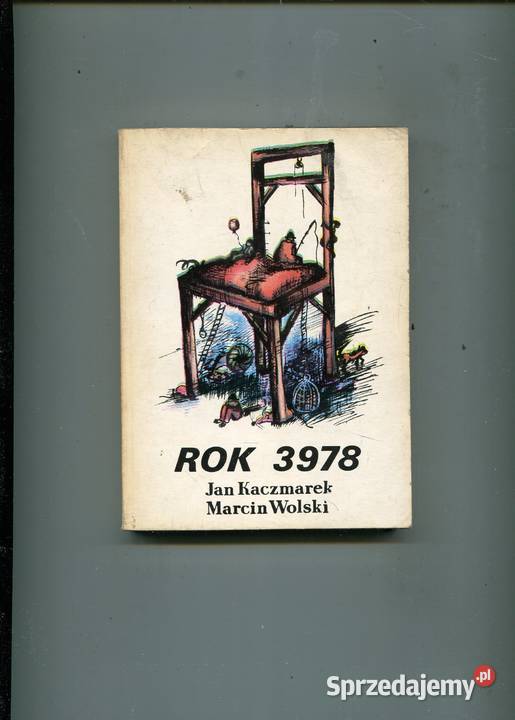 ROK 3978
Jan Kaczmarek
Marcin Wolski
Sprzedajemy.pl